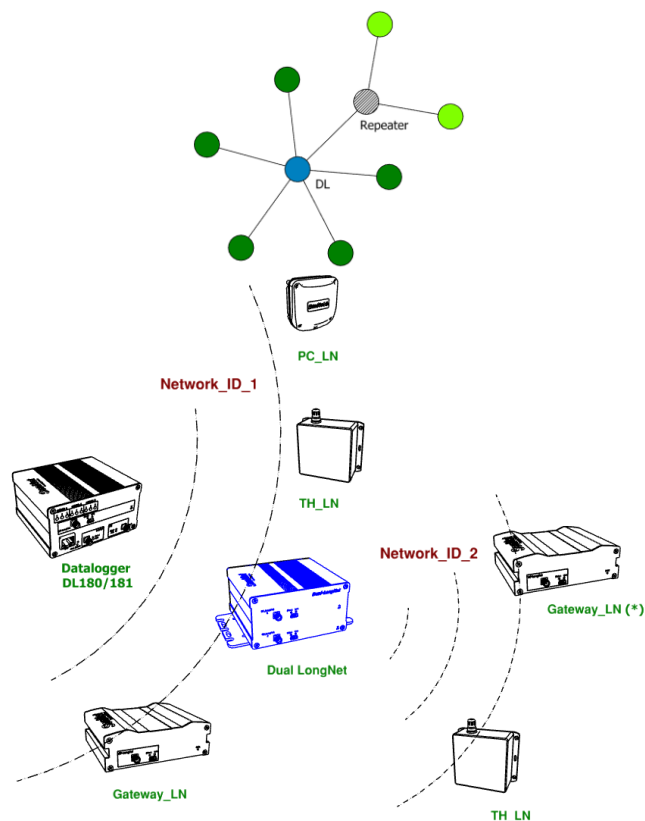 Repeater
DL
PC_LN
Network_ID_1
TH_LN
Datalogger
DL180/181
Network_ID_2
Gateway_LN (*)
Dual LongNet
Gateway_LN
TH_LN